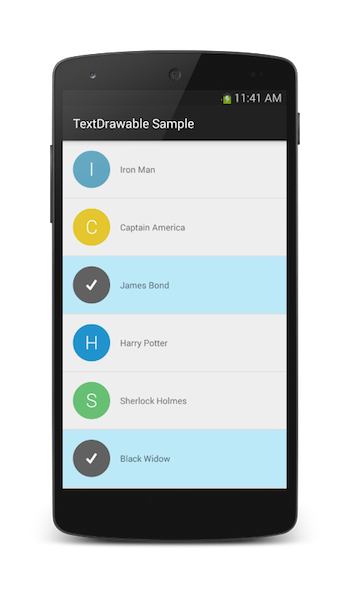 11:41 AM
TextDrawable Sample
I
Iron Man
C
Captain America
James Bond
H
Harry Potter
S
Sherlock Holmes
Black Widow